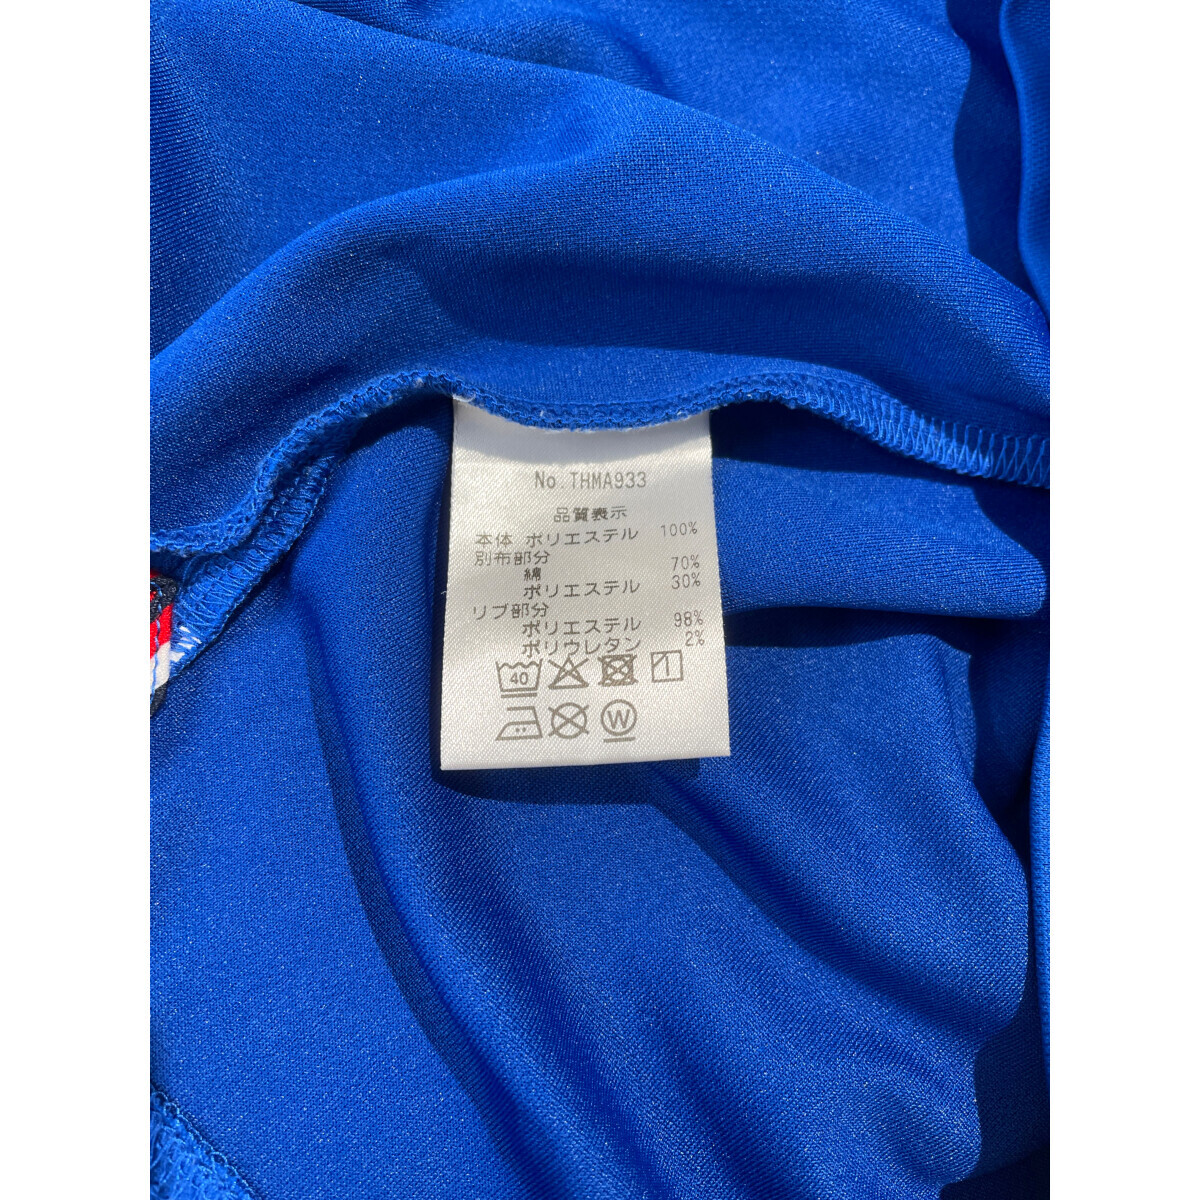 No.THMA933
品質表示
本体 ポリエステル 100%
別布部分
綿 70%
ポリエステル 30%
リブ部分
ポリエステル 98%
ポリウレタン 2%
40
W